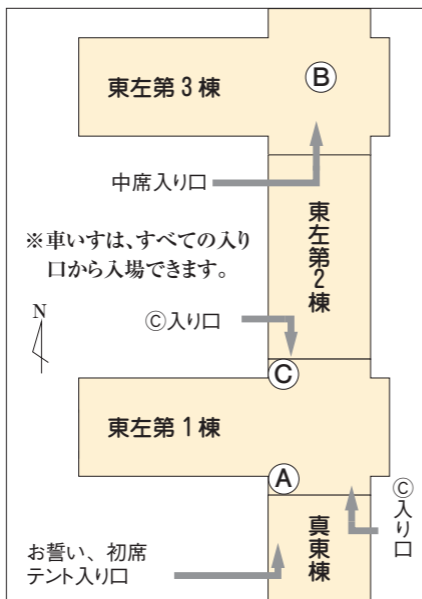 東左第3棟
Ⓑ
中席入り口
東左第2棟
※車いすは、すべての入り
口から入場できます。
N
Ⓒ入り口
Ⓒ
東左第1棟
Ⓐ
Ⓒ入り口
真東棟
お誓い、初席
テント入り口